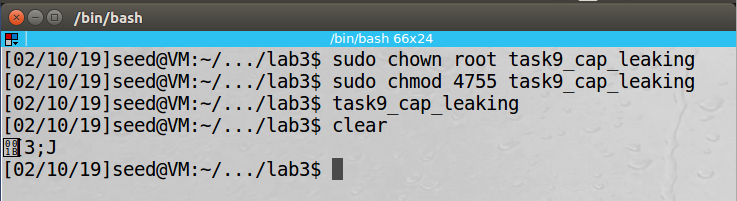 /bin/bash
/bin/bash 66x24
[02/10/19]seed@VM:~/.../lab3$ sudo chown root task9_cap_leaking
[02/10/19]seed@VM:~/.../lab3$ sudo chmod 4755 task9_cap_leaking
[02/10/19]seed@VM:~/.../lab3$ task9_cap_leaking
[02/10/19]seed@VM:~/.../lab3$ clear
[3;J
[02/10/19]seed@VM:~/.../lab3$